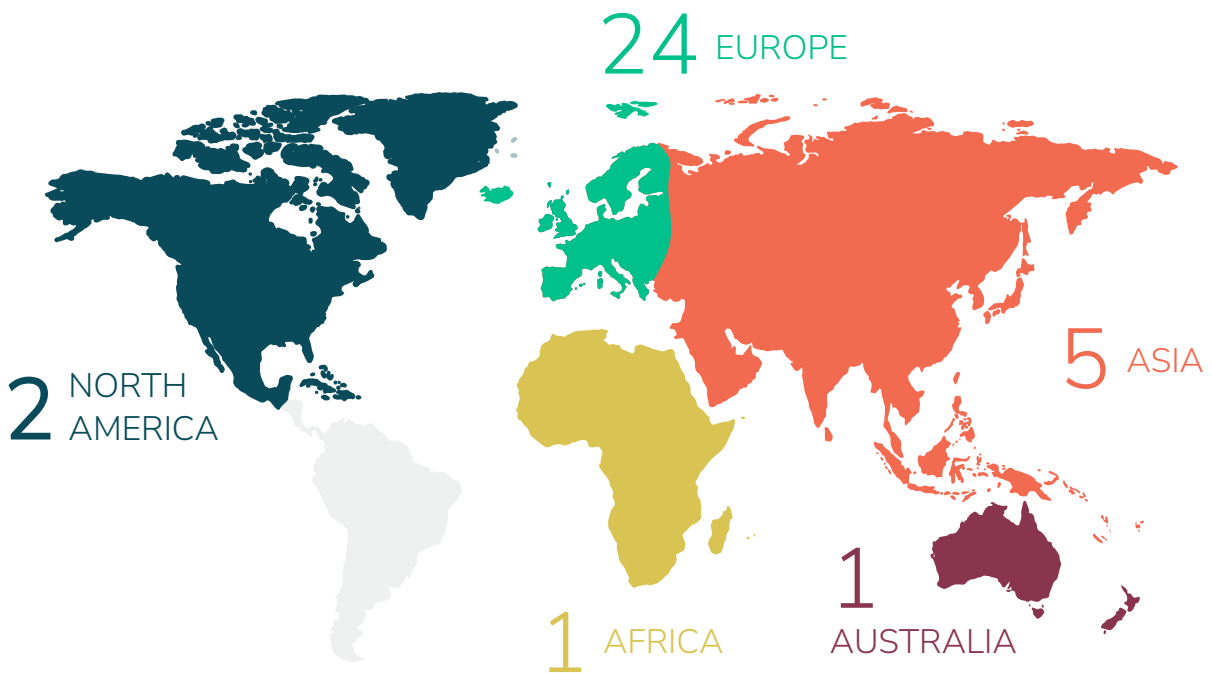 24 EUROPE
2 NORTH
AMERICA
5 ASIA
1
AUSTRALIA
1 AFRICA